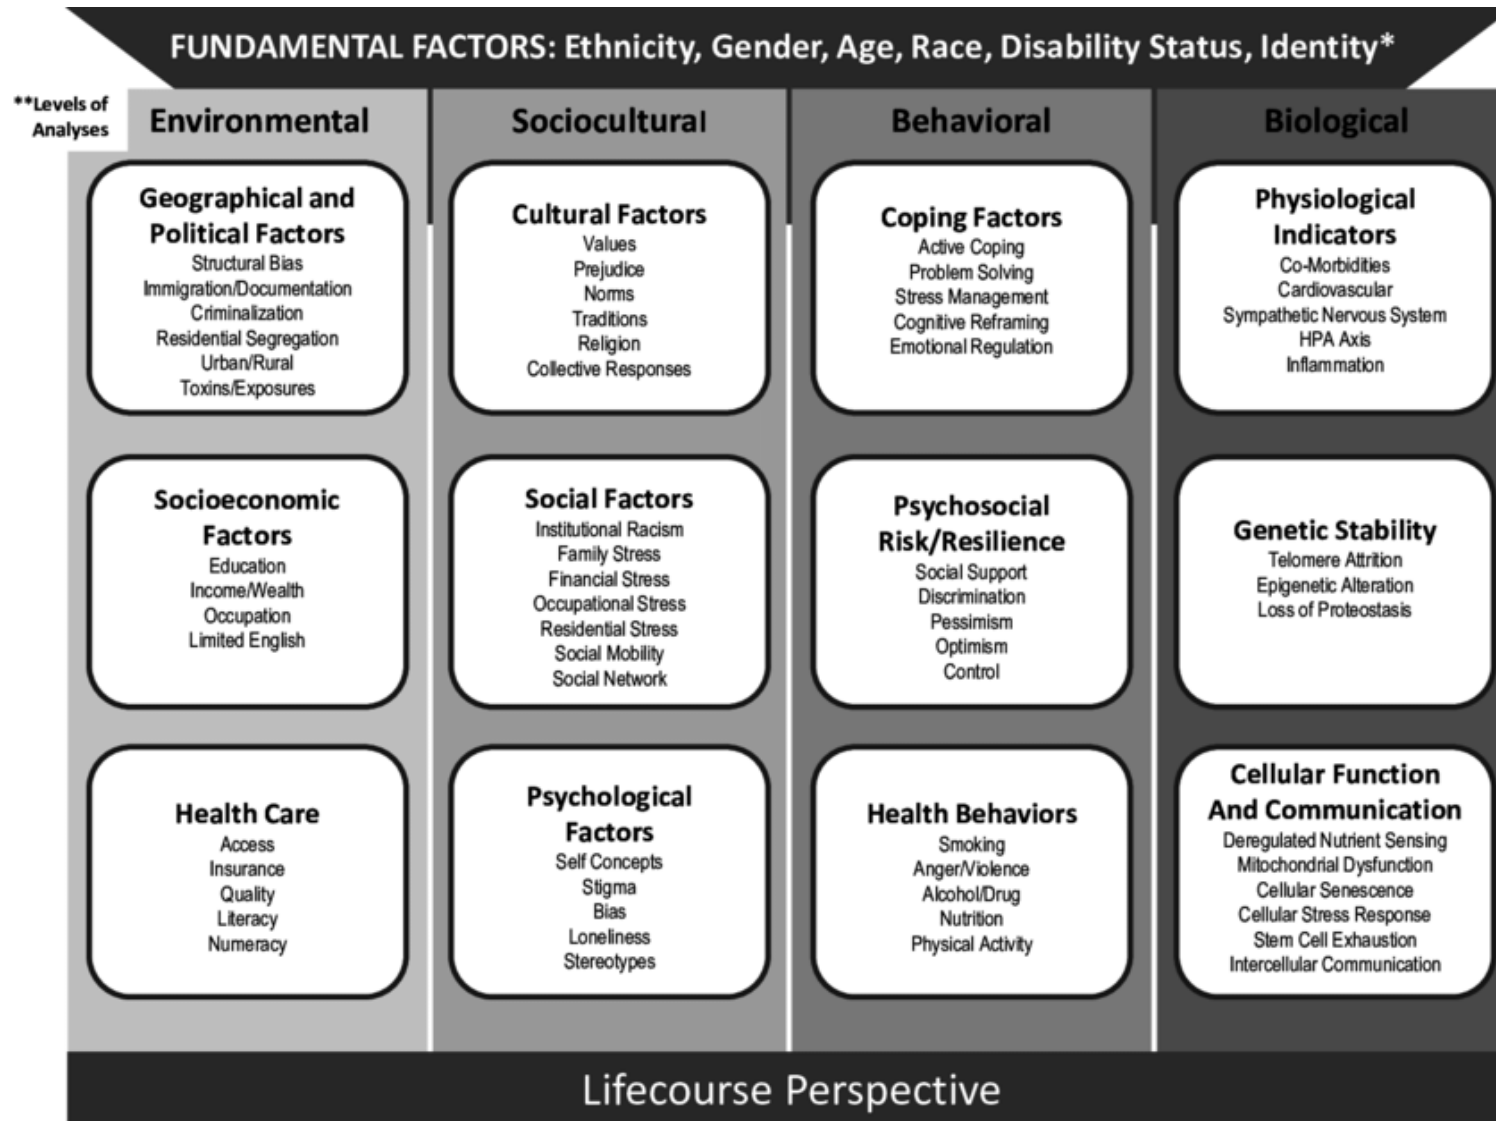 FUNDAMENTAL FACTORS: Ethnicity, Gender, Age, Race, Disability Status, Identity*
**Levels of
Analyses
Environmental
Geographical and
Political Factors
Structural Bias
Immigration/Documentation
Criminalization
Residential Segregation
Urban/Rural
Toxins/Exposures
Socioeconomic
Factors
Education
Income/Wealth
Occupation
Limited English
Health Care
Access
Insurance
Quality
Literacy
Numeracy
Sociocultural
Cultural Factors
Values
Prejudice
Norms
Traditions
Religion
Collective Responses
Social Factors
Institutional Racism
Family Stress
Financial Stress
Occupational Stress
Residential Stress
Social Mobility
Social Network
Psychological
Factors
Self Concepts
Stigma
Bias
Loneliness
Stereotypes
Behavioral
Coping Factors
Active Coping
Problem Solving
Stress Management
Cognitive Reframing
Emotional Regulation
Psychosocial
Risk/Resilience
Social Support
Discrimination
Pessimism
Optimism
Control
Health Behaviors
Smoking
Anger/Violence
Alcohol/Drug
Nutrition
Physical Activity
Biological
Physiological
Indicators
Co-Morbidities
Cardiovascular
Sympathetic Nervous System
HPA Axis
Inflammation
Genetic Stability
Telomere Attrition
Epigenetic Alteration
Loss of Proteostasis
Cellular Function
And Communication
Deregulated Nutrient Sensing
Mitochondrial Dysfunction
Cellular Senescence
Cellular Stress Response
Stem Cell Exhaustion
Intercellular Communication
Lifecourse Perspective